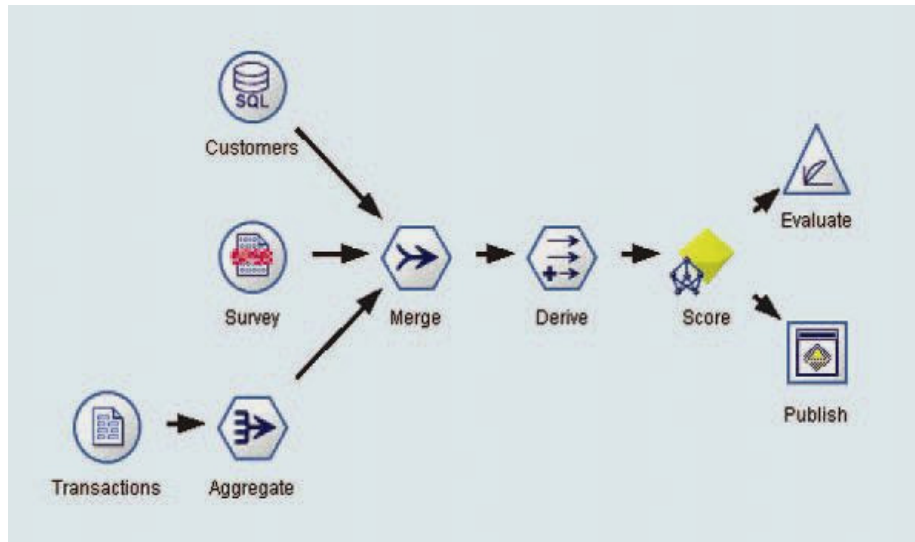 SQL
Customers
Survey
Merge
Derive
Score
Evaluate
Publish
Transactions
Aggregate